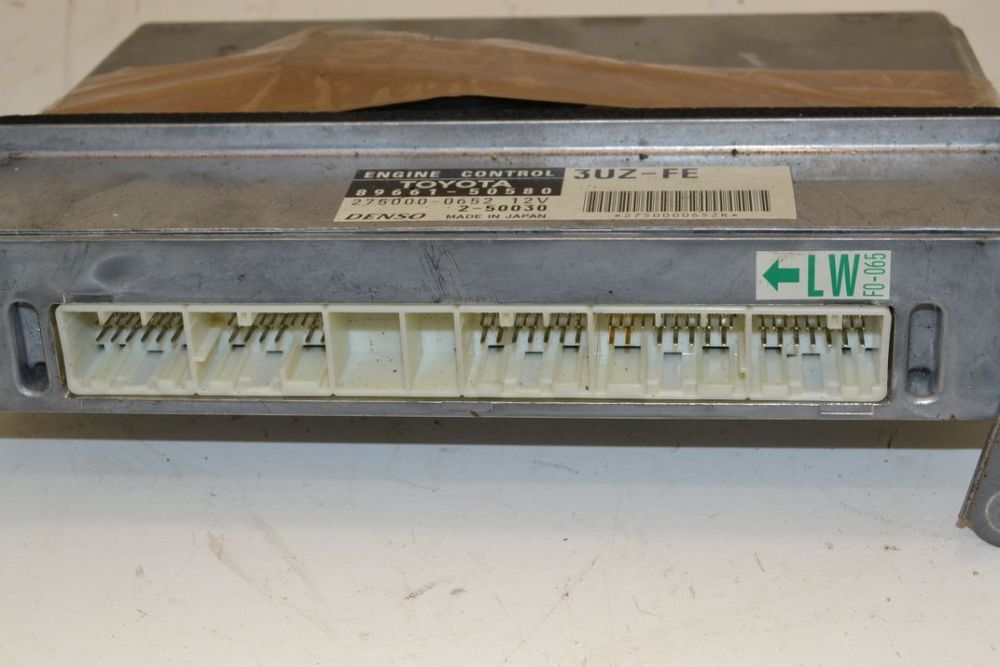 ENGINE CONTROL
TOYOTA
89661-50580
275000-0652 12V
2-50030
DENSO MADE IN JAPAN
3UZ-FE
*2750000652R*
←LW
F0-065